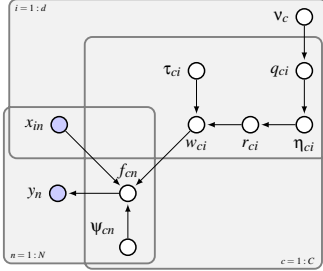 i = 1 : d
ν_c
τ_ci
q_ci
x_in
w_ci
r_ci
η_ci
f_cn
y_n
ψ_cn
n = 1 : N
c = 1 : C